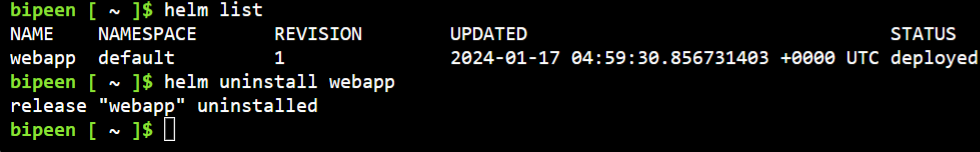 bipeen [ ~ ]$ helm list
NAME    NAMESPACE       REVISION        UPDATED                                 STATUS
webapp  default         1               2024-01-17 04:59:30.856731403 +0000 UTC deployed
bipeen [ ~ ]$ helm uninstall webapp
release "webapp" uninstalled
bipeen [ ~ ]$